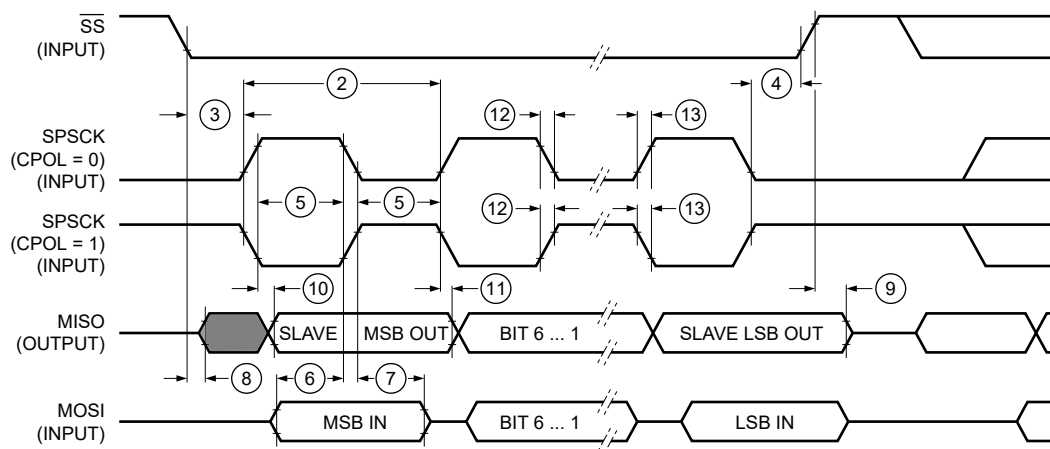 SS
(INPUT)
2
3
4
12
13
SPSCK
(CPOL = 0)
(INPUT)
5
5
12
13
SPSCK
(CPOL = 1)
(INPUT)
10
11
9
MISO
(OUTPUT)
SLAVE MSB OUT
BIT 6 ... 1
SLAVE LSB OUT
8
6
7
MOSI
(INPUT)
MSB IN
BIT 6 ... 1
LSB IN